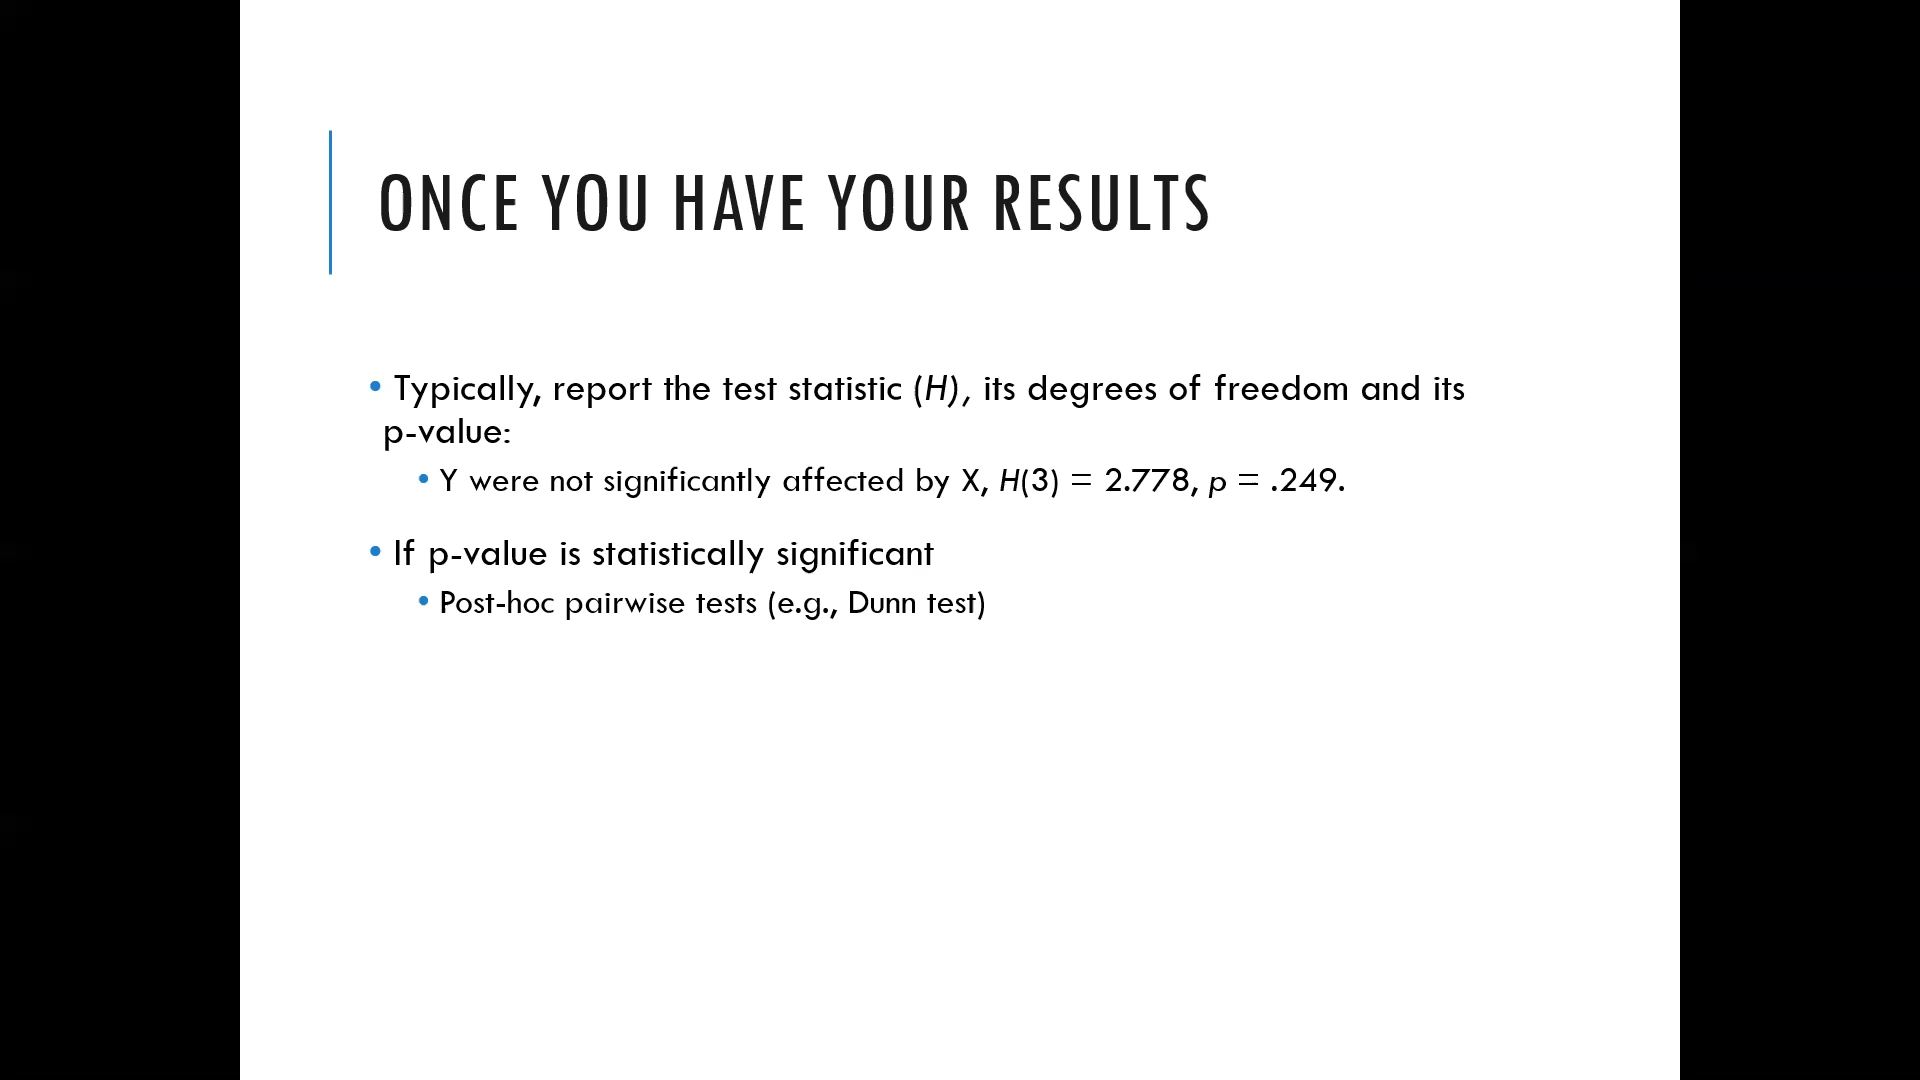 ONCE YOU HAVE YOUR RESULTS
• Typically, report the test statistic (H), its degrees of freedom and its
p-value:
• Y were not significantly affected by X, H(3) = 2.778, p = .249.
• If p-value is statistically significant
• Post-hoc pairwise tests (e.g., Dunn test)